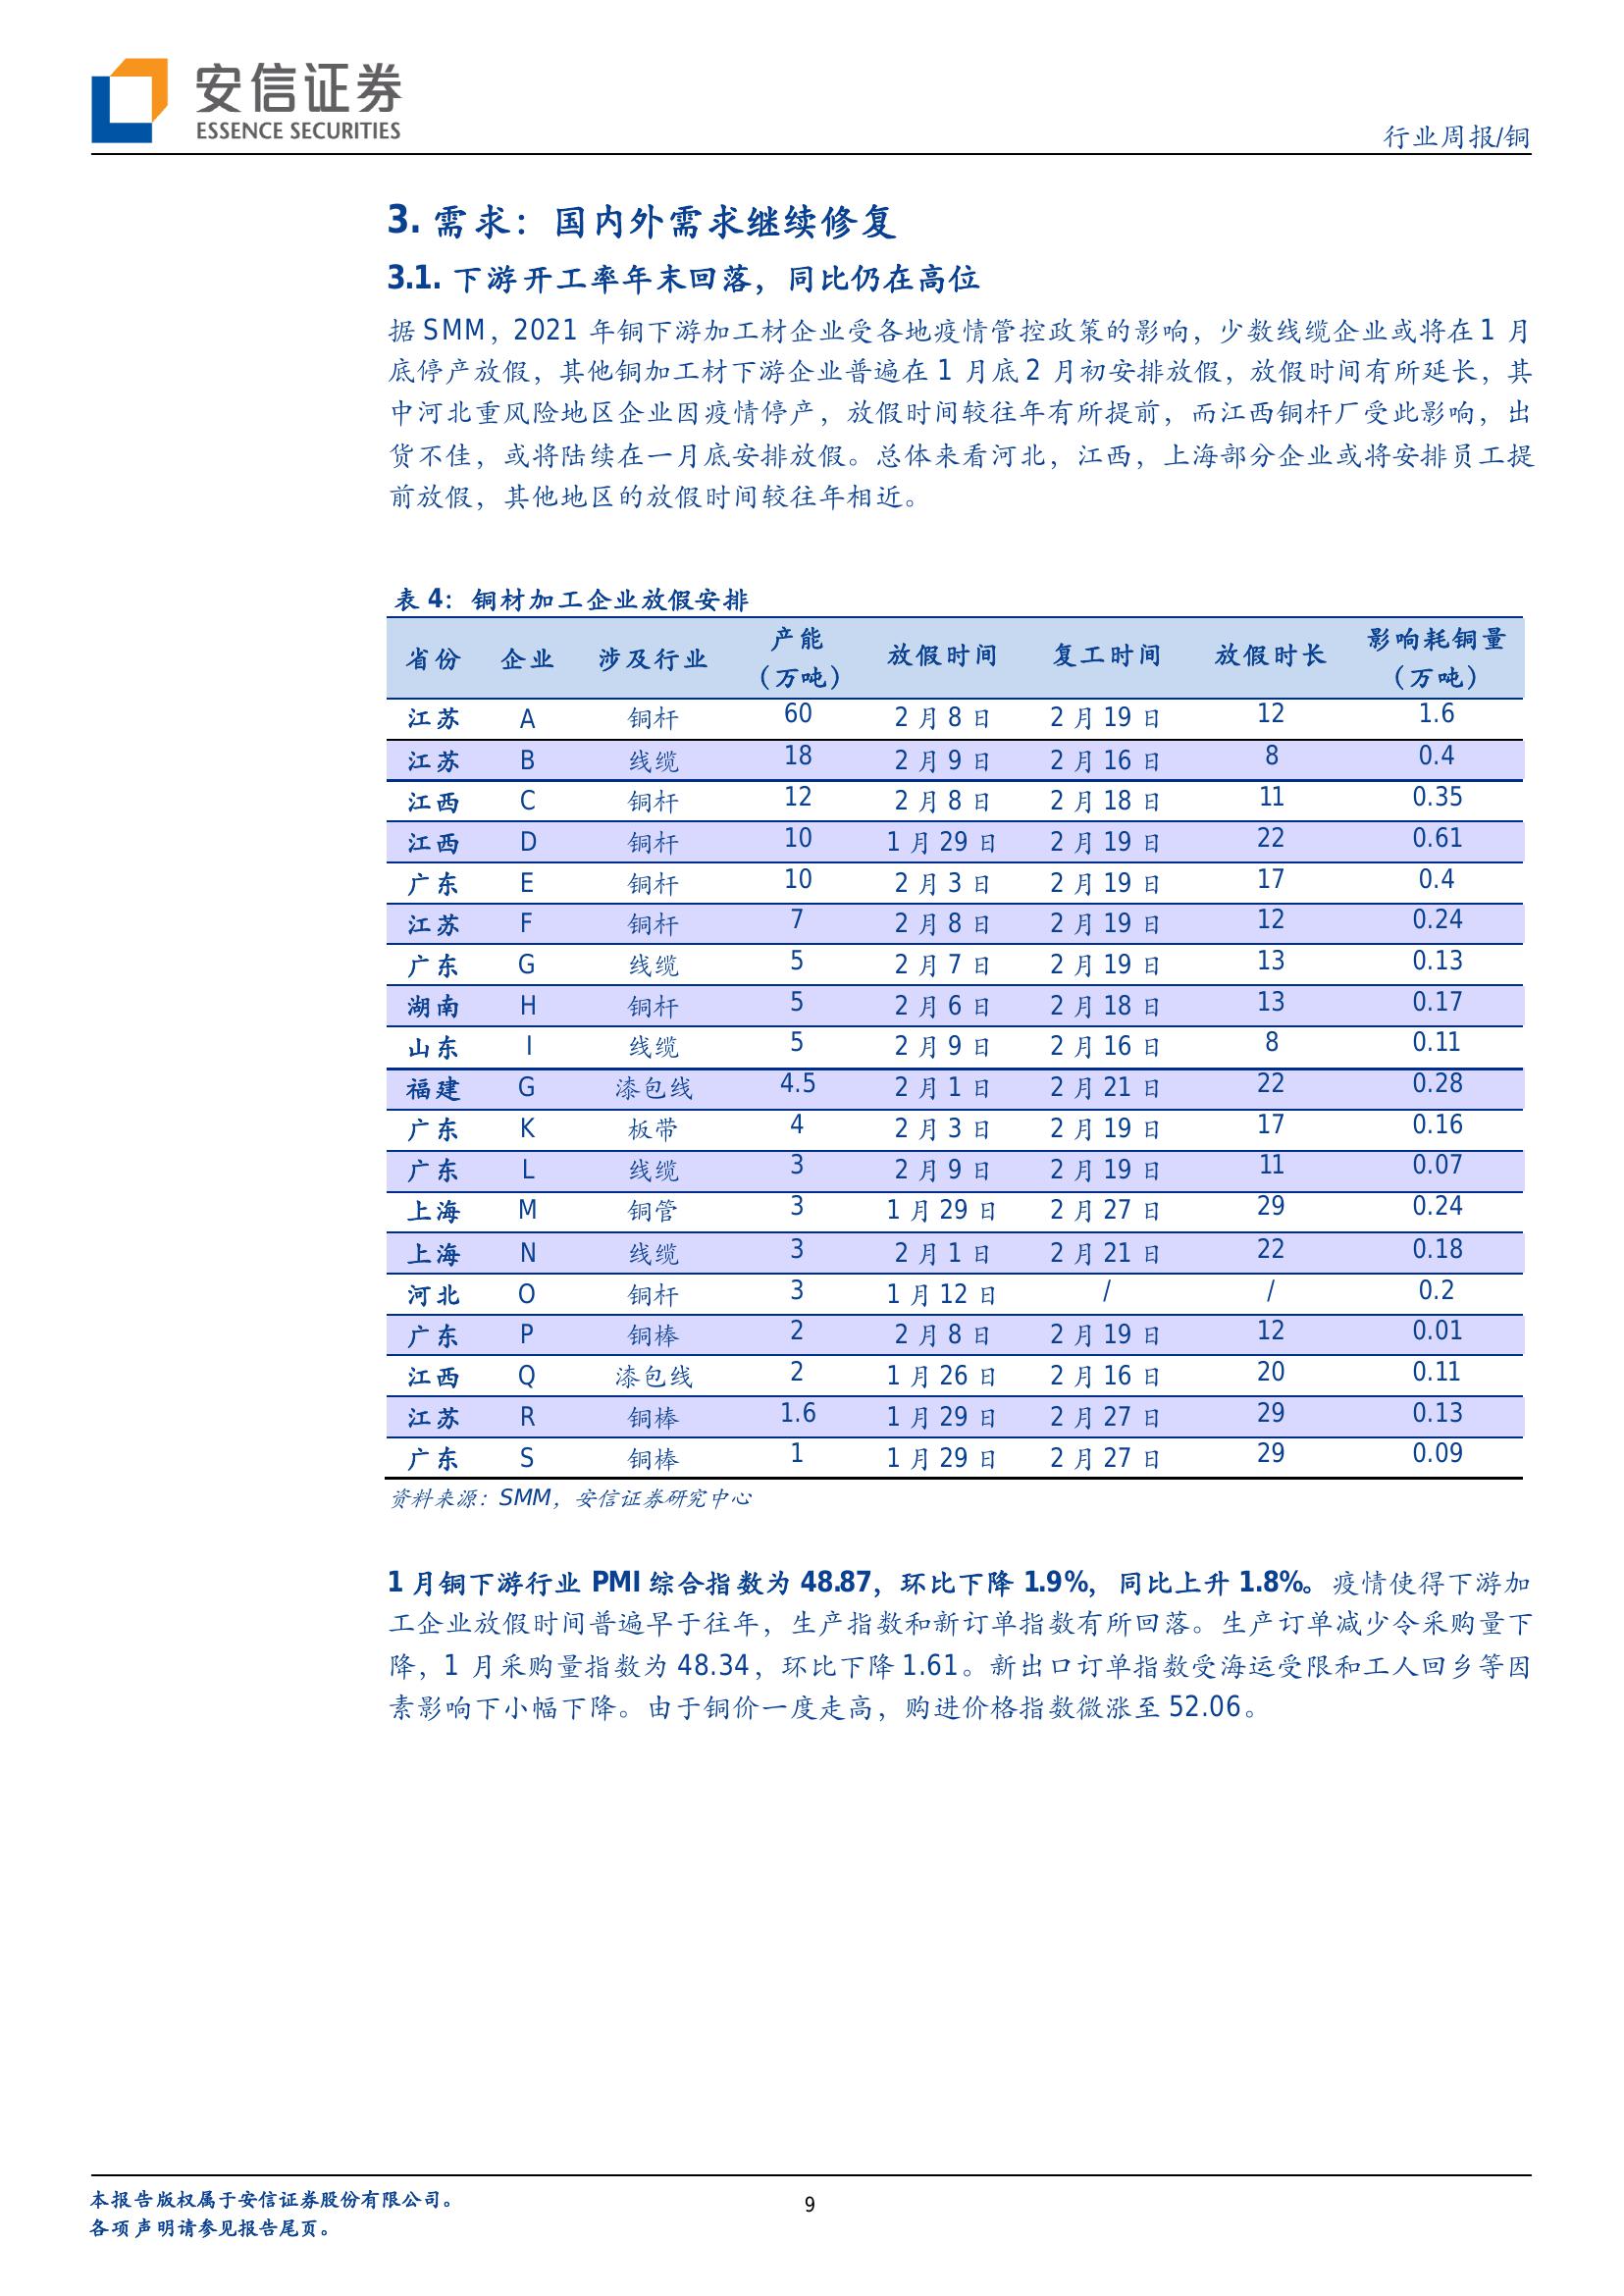 安信证券
ESSENCE SECURITIES
行业周报/铜
3. 需求：国内外需求继续修复
3.1. 下游开工率年末回落，同比仍在高位
据 SMM，2021 年铜下游加工材企业受各地疫情管控政策的影响，少数线缆企业或将在 1 月
底停产放假，其他铜加工材下游企业普遍在 1 月底 2 月初安排放假，放假时间有所延长，其
中河北重风险地区企业因疫情停产，放假时间较往年有所提前，而江西铜杆厂受此影响，出
货不佳，或将陆续在一月底安排放假。总体来看河北，江西，上海部分企业或将安排员工提
前放假，其他地区的放假时间较往年相近。
表 4：铜材加工企业放假安排
省份 企业 涉及行业 产能（万吨） 放假时间 复工时间 放假时长 影响耗铜量（万吨）
江苏 A 铜杆 60 2 月 8 日 2 月 19 日 12 1.6
江苏 B 线缆 18 2 月 9 日 2 月 16 日 8 0.4
江西 C 铜杆 12 2 月 8 日 2 月 18 日 11 0.35
江西 D 铜杆 10 1 月 29 日 2 月 19 日 22 0.61
广东 E 铜杆 10 2 月 3 日 2 月 19 日 17 0.4
江苏 F 铜杆 7 2 月 8 日 2 月 19 日 12 0.24
广东 G 线缆 5 2 月 7 日 2 月 19 日 13 0.13
湖南 H 铜杆 5 2 月 6 日 2 月 18 日 13 0.17
山东 I 线缆 5 2 月 9 日 2 月 16 日 8 0.11
福建 G 漆包线 4.5 2 月 1 日 2 月 21 日 22 0.28
广东 K 板带 4 2 月 3 日 2 月 19 日 17 0.16
广东 L 线缆 3 2 月 9 日 2 月 19 日 11 0.07
上海 M 铜管 3 1 月 29 日 2 月 27 日 29 0.24
上海 N 线缆 3 2 月 1 日 2 月 21 日 22 0.18
河北 O 铜杆 3 1 月 12 日 / / 0.2
广东 P 铜棒 2 2 月 8 日 2 月 19 日 12 0.01
江西 Q 漆包线 2 1 月 26 日 2 月 16 日 20 0.11
江苏 R 铜棒 1.6 1 月 29 日 2 月 27 日 29 0.13
广东 S 铜棒 1 1 月 29 日 2 月 27 日 29 0.09
资料来源：SMM，安信证券研究中心
1 月铜下游行业 PMI 综合指数为 48.87，环比下降 1.9%，同比上升 1.8%。疫情使得下游加
工企业放假时间普遍早于往年，生产指数和新订单指数有所回落。生产订单减少令采购量下
降，1 月采购量指数为 48.34，环比下降 1.61。新出口订单指数受海运受限和工人回乡等因
素影响下小幅下降。由于铜价一度走高，购进价格指数微涨至 52.06。
本报告版权属于安信证券股份有限公司。
各项声明请参见报告尾页。
9